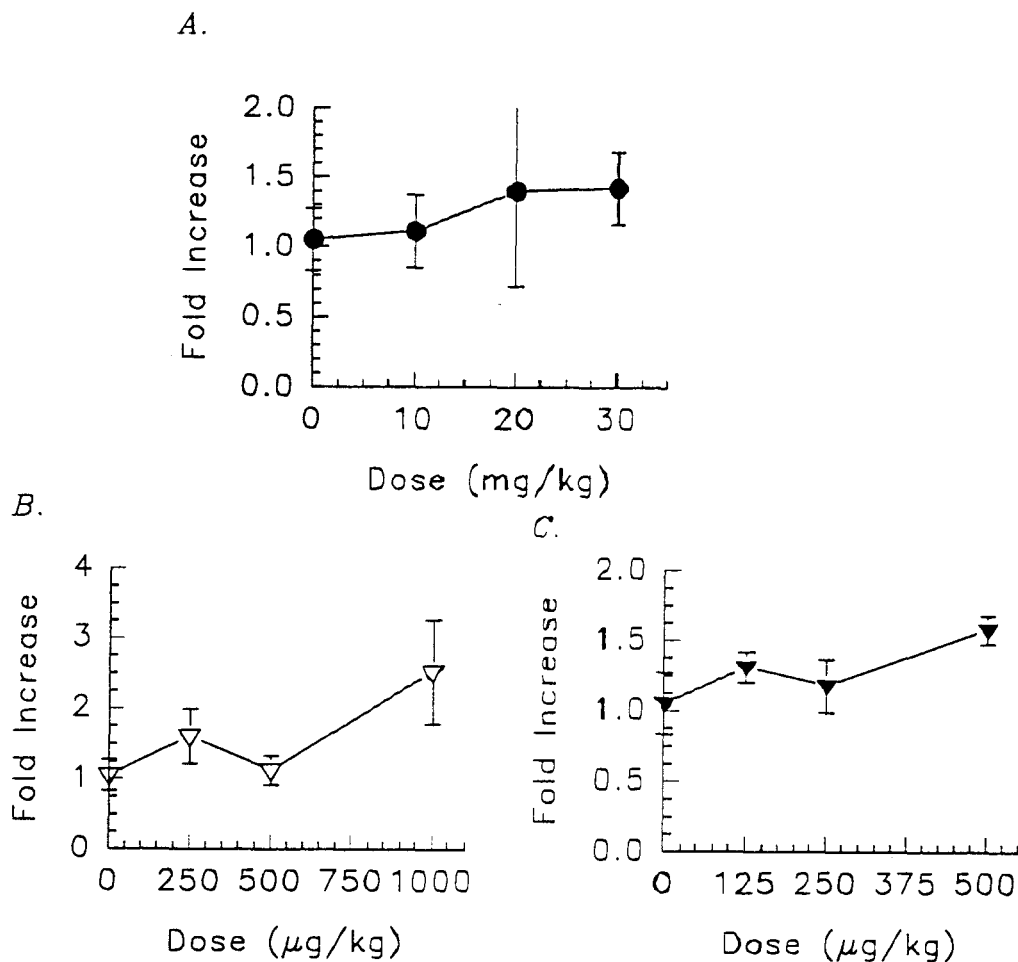 A.
Fold Increase
2.0
1.5
1.0
0.5
0.0
0 10 20 30
Dose (mg/kg)
B.
Fold Increase
4
3
2
1
0
0 250 500 750 1000
Dose (μg/kg)
C.
Fold Increase
2.0
1.5
1.0
0.5
0.0
0 125 250 375 500
Dose (μg/kg)